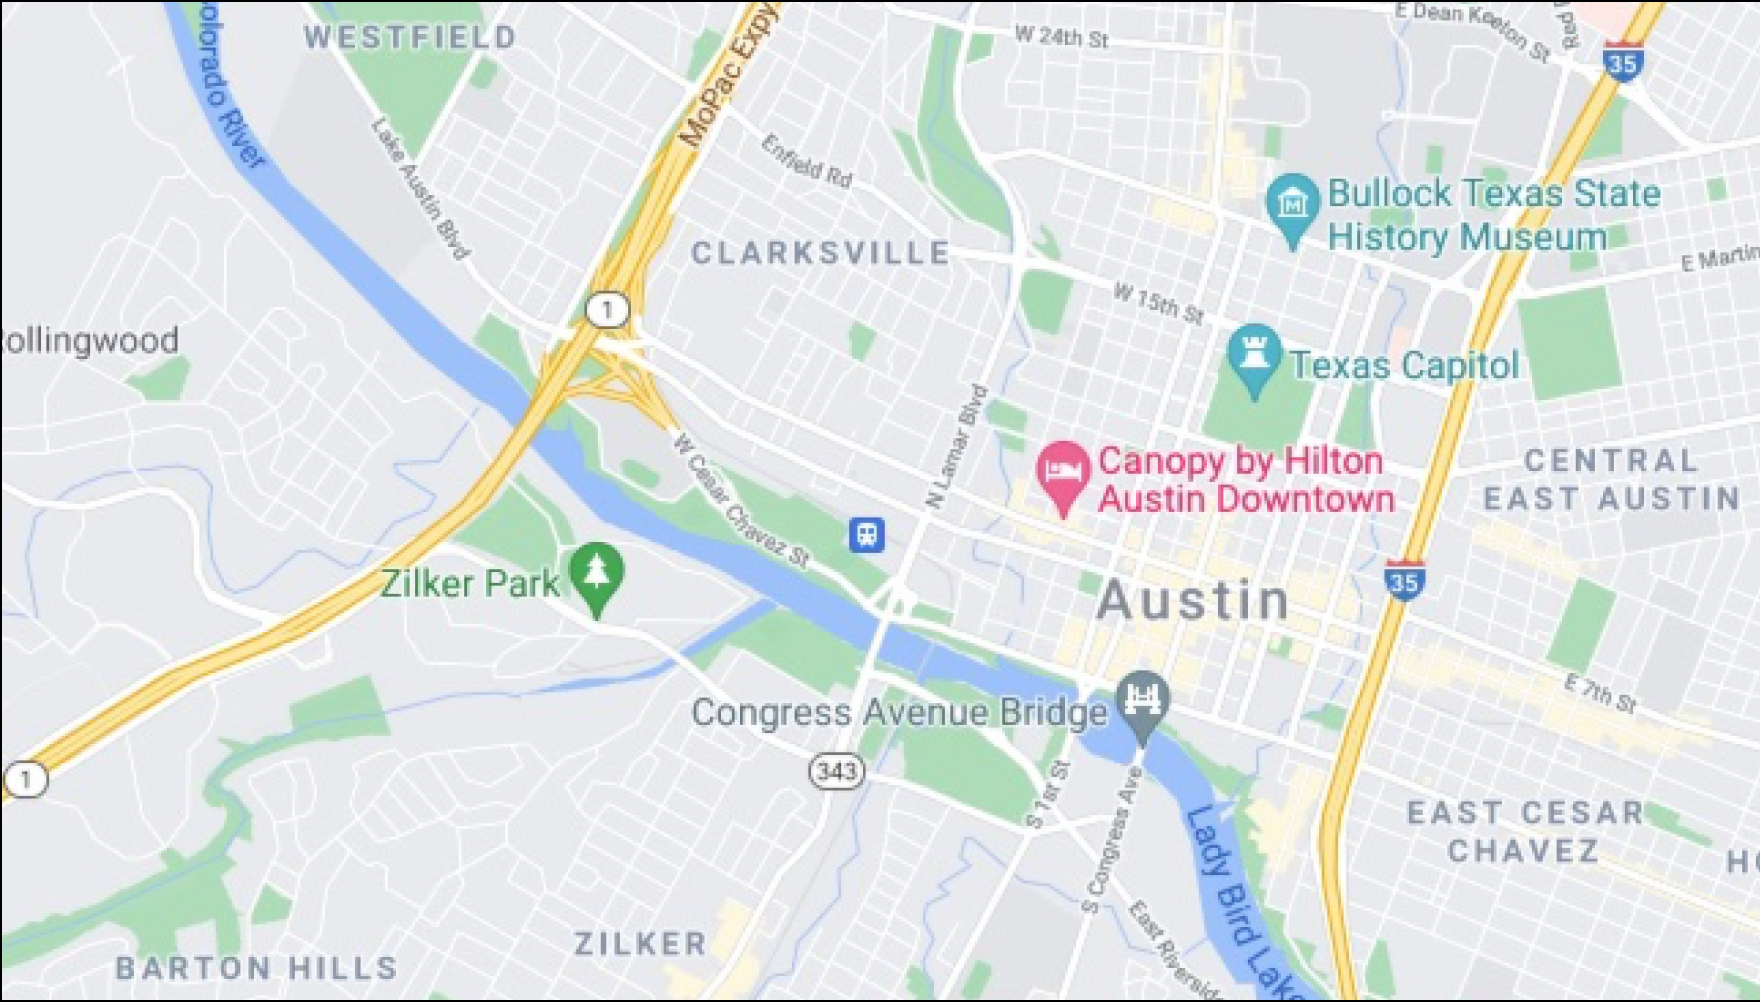 E Dean Keeton St
Red
WESTFIELD
W 24th St
35
MoPac Expy
Colorado River
Lake Austin Blvd
Enfield Rd
Bullock Texas State
History Museum
CLARKSVILLE
E Martin
W 15th St
1
ollingwood
Texas Capitol
N Lamar Blvd
Canopy by Hilton
Austin Downtown
CENTRAL
EAST AUSTIN
W Cesar Chavez St
Zilker Park
35
Austin
E 7th St
Congress Avenue Bridge
1
343
S 1st St
S Congress Ave
Lady Bird Lake
EAST CESAR
CHAVEZ
HO
East Riverside
ZILKER
BARTON HILLS